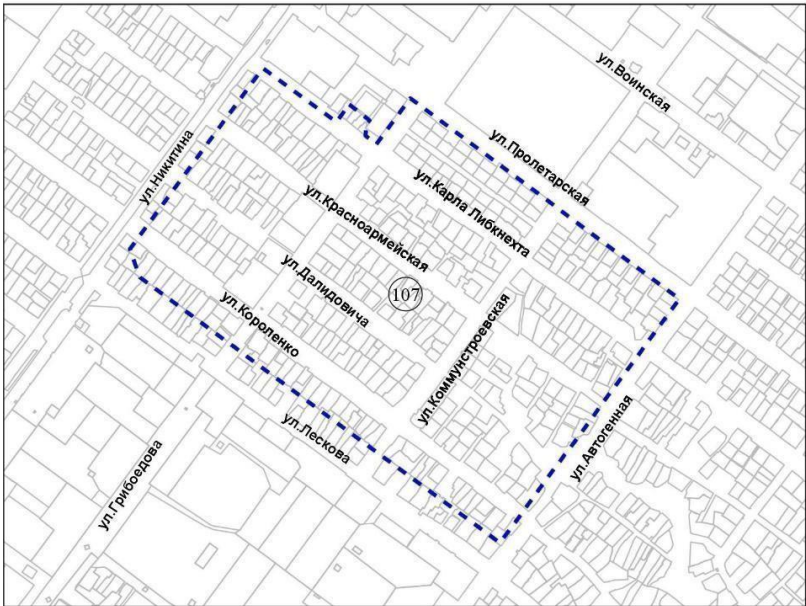 ул.Воинская
ул.Пролетарская
ул.Никитина
ул.Карла Либкнехта
ул.Красноармейская
ул.Далидовича
107
ул.Короленко
ул.Коммунстроевская
ул.Автогенная
ул.Лескова
ул.Грибоедова